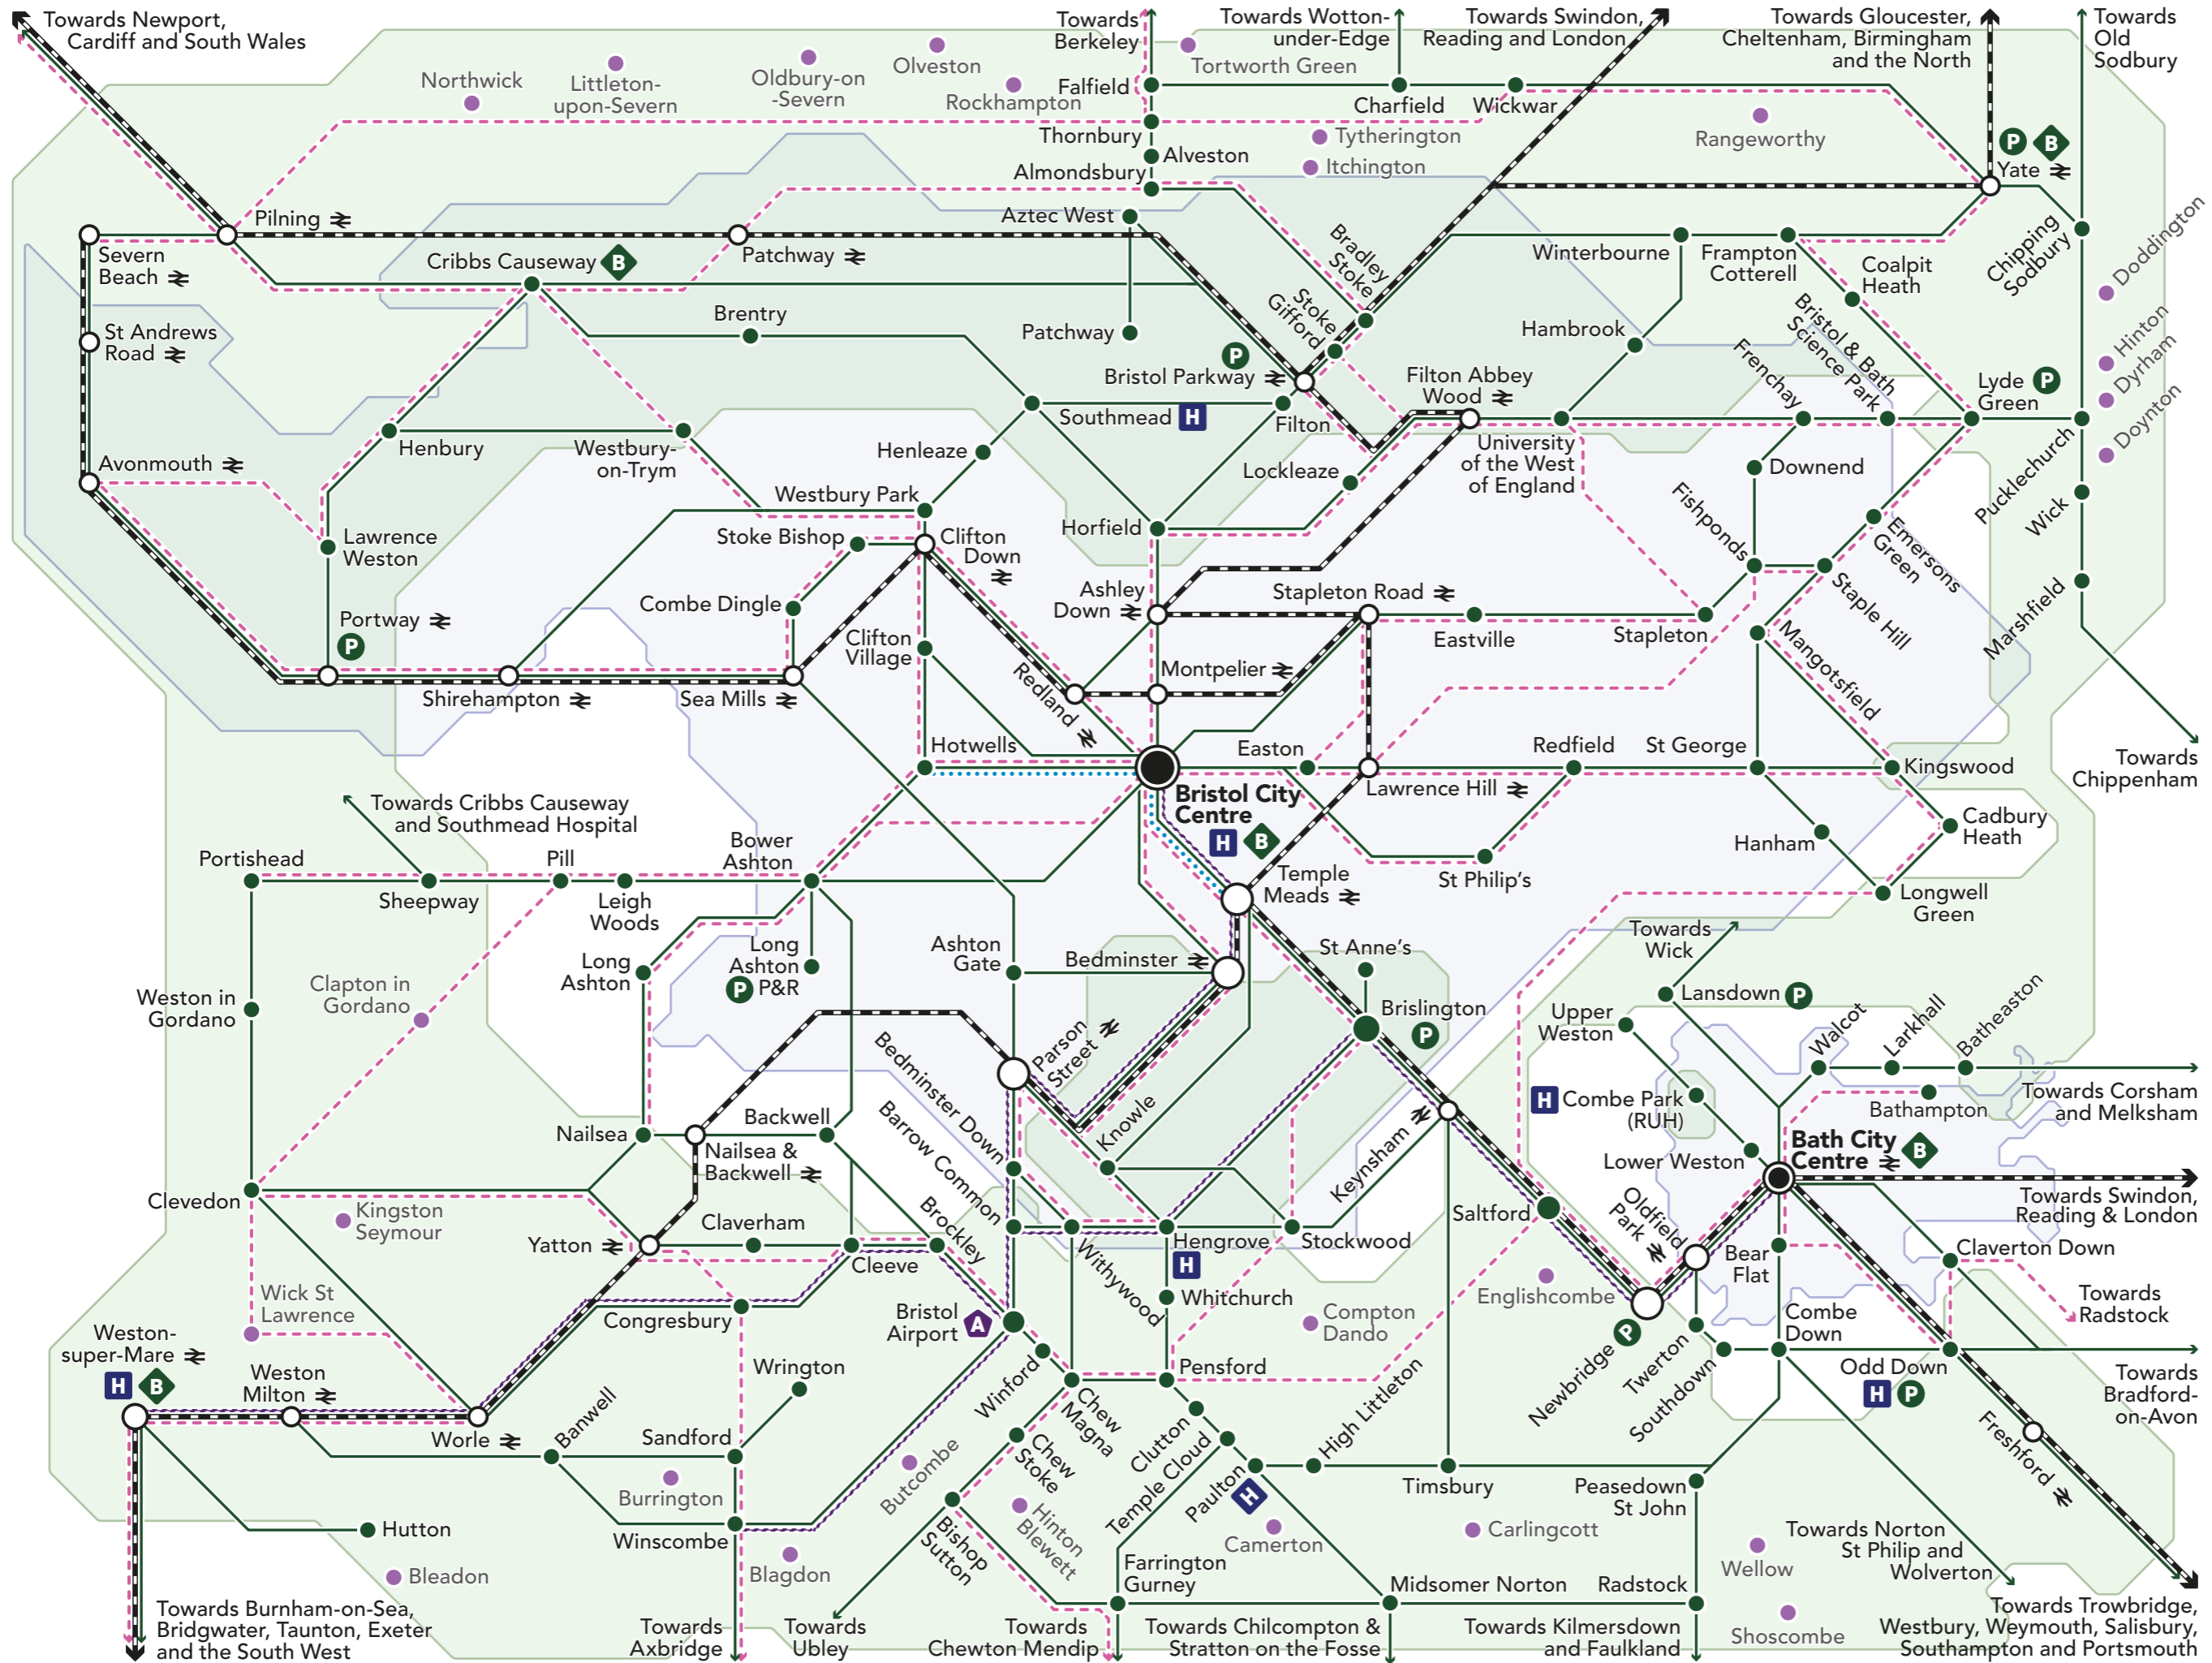 Towards Newport,
Cardiff and South Wales
Towards
Berkeley
Towards Wotton-
under-Edge
Towards Swindon,
Reading and London
Towards Gloucester,
Cheltenham, Birmingham
and the North
Towards
Old
Sodbury
Northwick
Littleton-
upon-Severn
Oldbury-on
-Severn
Olveston
Rockhampton
Tortworth Green
Falfield
Charfield
Wickwar
Thornbury
Tytherington
Rangeworthy
Alveston
Itchington
Almondsbury
P
B
Yate
Pilning
Aztec West
Severn
Beach
Cribbs Causeway
B
Patchway
Bradley
Stoke
Winterbourne
Frampton
Cotterell
Coalpit
Heath
Chipping
Sodbury
Doddington
St Andrews
Road
Brentry
Patchway
Stoke
Gifford
Hambrook
Bristol & Bath
Science Park
Hinton
Dyrham
Doynton
P
Bristol Parkway
Filton Abbey
Wood
Frenchay
Lyde
Green
P
Southmead
H
Filton
Henbury
Westbury-
on-Trym
Henleaze
Lockleaze
University
of the West
of England
Downend
Pucklechurch
Avonmouth
Westbury Park
Fishponds
Wick
Lawrence
Weston
Stoke Bishop
Clifton
Down
Horfield
Emersons
Green
Portway
P
Combe Dingle
Ashley
Down
Stapleton Road
Staple Hill
Marshfield
Clifton
Village
Eastville
Stapleton
Mangotsfield
Shirehampton
Sea Mills
Redland
Montpelier
Hotwells
Easton
Redfield
St George
Kingswood
Towards
Chippenham
Towards Cribbs Causeway
and Southmead Hospital
Bristol City
Centre
H
B
Lawrence Hill
Bower
Ashton
Hanham
Cadbury
Heath
Portishead
Sheepway
Pill
Leigh
Woods
Temple
Meads
St Philip's
Longwell
Green
Long
Ashton
Long
Ashton
P&R
P
Ashton
Gate
Bedminster
St Anne's
Towards
Wick
Weston in
Gordano
Clapton in
Gordano
Brislington
P
Lansdown
P
Upper
Weston
Walcot
Larkhall
Batheaston
Parson
Street
Bedminster Down
H
Combe Park
(RUH)
Bathampton
Towards Corsham
and Melksham
Nailsea
Backwell
Nailsea &
Backwell
Barrow Common
Knowle
Keynsham
Lower Weston
Bath City
Centre
B
Clevedon
Kingston
Seymour
Yatton
Claverham
Cleeve
Brockley
Withywood
Hengrove
H
Stockwood
Saltford
Oldfield
Park
Bear
Flat
Claverton Down
Towards Swindon,
Reading & London
Wick St
Lawrence
Congresbury
Bristol
Airport
A
Whitchurch
Compton
Dando
Englishcombe
Combe
Down
Towards
Radstock
Weston-
super-Mare
H
B
Weston
Milton
Wrington
Winford
Chew
Magna
Pensford
High Littleton
Newbridge
P
Twerton
Southdown
Odd Down
H
P
Towards
Bradford-
on-Avon
Worle
Banwell
Sandford
Butcombe
Chew
Stoke
Clutton
Temple Cloud
Paulton
H
Timsbury
Peasedown
St John
Freshford
Burrington
Hutton
Winscombe
Bishop
Sutton
Hinton
Blewett
Camerton
Carlingcott
Wellow
Towards Norton
St Philip and
Wolverton
Bleadon
Blagdon
Farrington
Gurney
Midsomer Norton
Radstock
Shoscombe
Towards Burnham-on-Sea,
Bridgwater, Taunton, Exeter
and the South West
Towards
Axbridge
Towards
Ubley
Towards
Chewton Mendip
Towards Chilcompton &
Stratton on the Fosse
Towards Kilmersdown
and Faulkland
Towards Trowbridge,
Westbury, Weymouth, Salisbury,
Southampton and Portsmouth